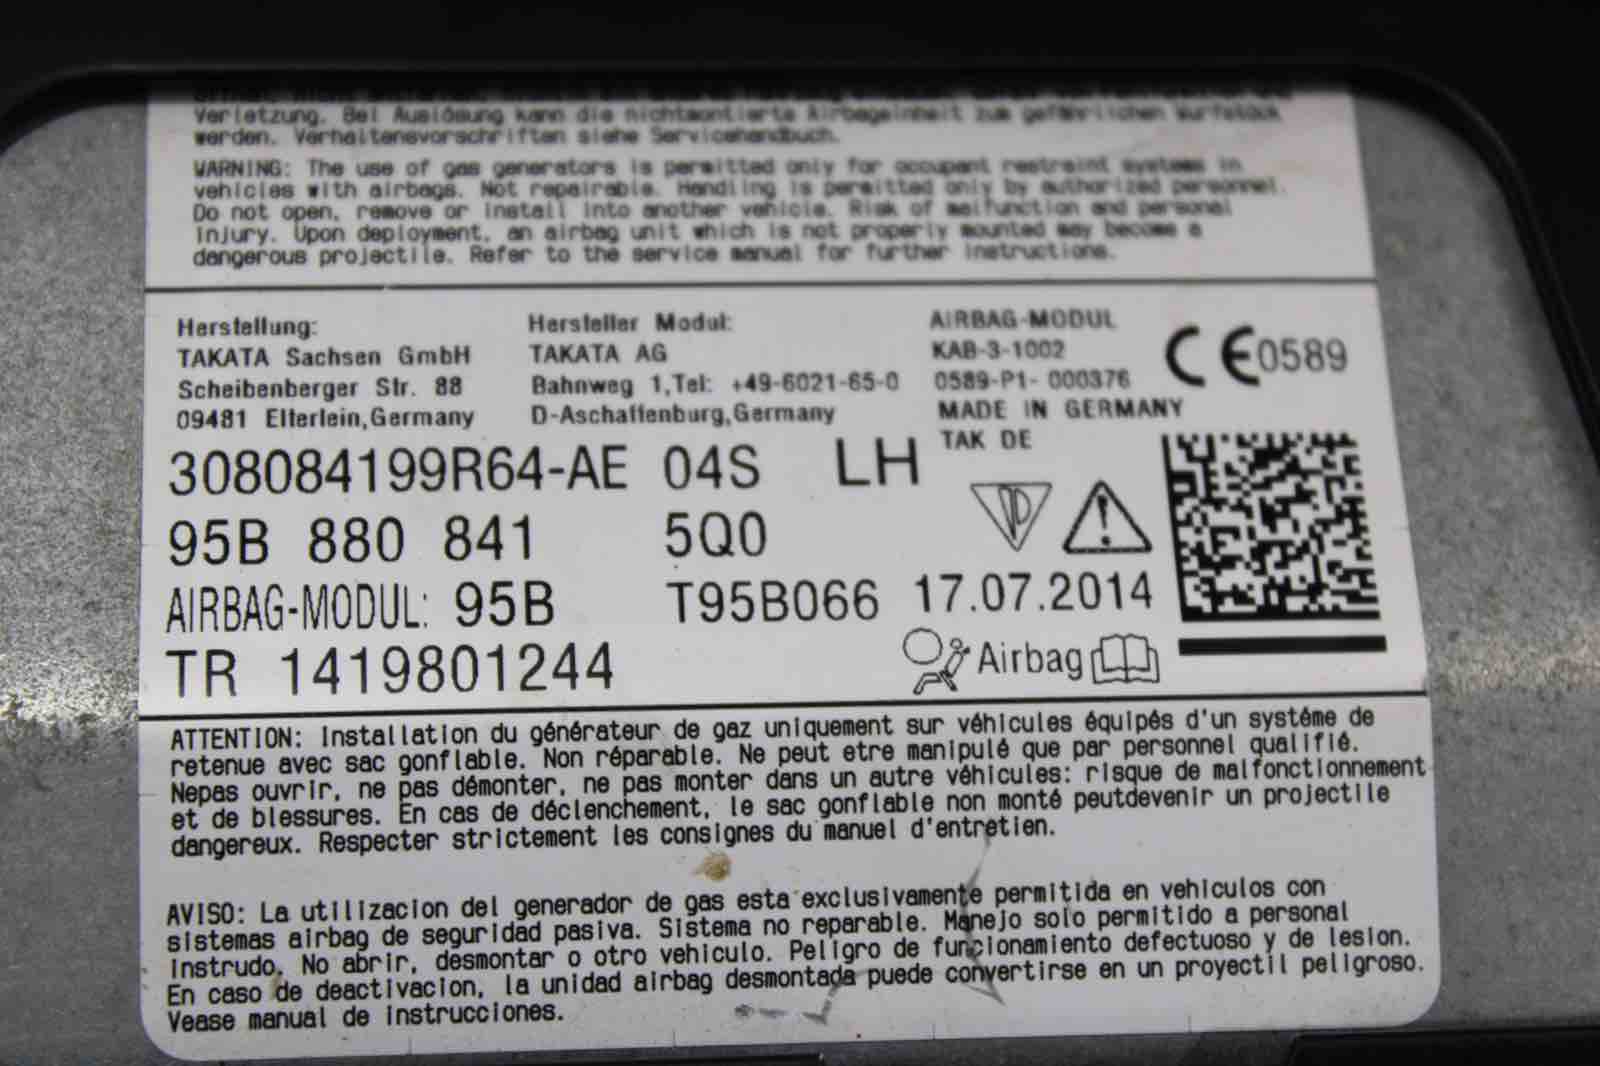 Verletzung. Bei Auslösung kann die nichtmontierte Airbageinheit zum gefährlichen Wurfstück
werden. Verhaltensvorschriften siehe Servicehandbuch.
WARNING: The use of gas generators is permitted only for occupant restraint systems in
vehicles with airbags. Not repairable. Handling is permitted only by authorized personnel.
Do not open, remove or install into another vehicle. Risk of malfunction and personal
injury. Upon deployment, an airbag unit which is not properly mounted may become a
dangerous projectile. Refer to the service manual for further instructions.
Herstellung:
TAKATA Sachsen GmbH
Scheibenberger Str. 88
09481 Elterlein,Germany
Hersteller Modul:
TAKATA AG
Bahnweg 1,Tel: +49-6021-65-0
D-Aschaffenburg,Germany
AIRBAG-MODUL
KAB-3-1002
0589-P1- 000376
MADE IN GERMANY
TAK DE
CE0589
308084199R64-AE 04S LH
95B 880 841 5Q0
AIRBAG-MODUL: 95B T95B066 17.07.2014
TR 1419801244
Airbag
ATTENTION: Installation du générateur de gaz uniquement sur véhicules équipés d'un systéme de
retenue avec sac gonflable. Non réparable. Ne peut etre manipulé que par personnel qualifié.
Nepas ouvrir, ne pas démonter, ne pas monter dans un autre véhicules: risque de malfonctionnement
et de blessures. En cas de déclenchement, le sac gonflable non monté peutdevenir un projectile
dangereux. Respecter strictement les consignes du manuel d'entretien.
AVISO: La utilizacion del generador de gas esta exclusivamente permitida en vehiculos con
sistemas airbag de seguridad pasiva. Sistema no reparable. Manejo solo permitido a personal
instrudo. No abrir, desmontar o otro vehiculo. Peligro de funcionamiento defectuoso y de lesion.
En caso de deactivacion, la unidad airbag desmontada puede convertirse en un proyectil peligroso.
Vease manual de instrucciones.